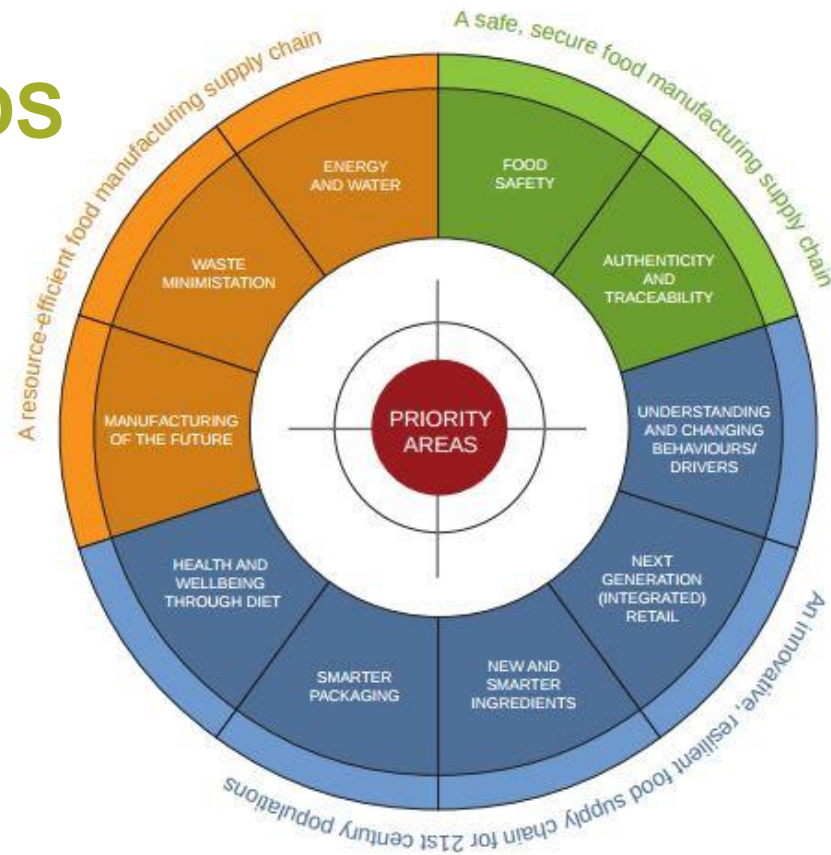 OS
A resource-efficient food manufacturing supply chain
A safe, secure food manufacturing supply chain
An innovative, resilient food supply chain for 21st century populations
ENERGY
AND WATER
FOOD
SAFETY
AUTHENTICITY
AND
TRACEABILITY
UNDERSTANDING
AND CHANGING
BEHAVIOURS/
DRIVERS
NEXT
GENERATION
(INTEGRATED)
RETAIL
NEW AND
SMARTER
INGREDIENTS
SMARTER
PACKAGING
HEALTH AND
WELLBEING
THROUGH DIET
MANUFACTURING
OF THE FUTURE
WASTE
MINIMISTATION
PRIORITY
AREAS